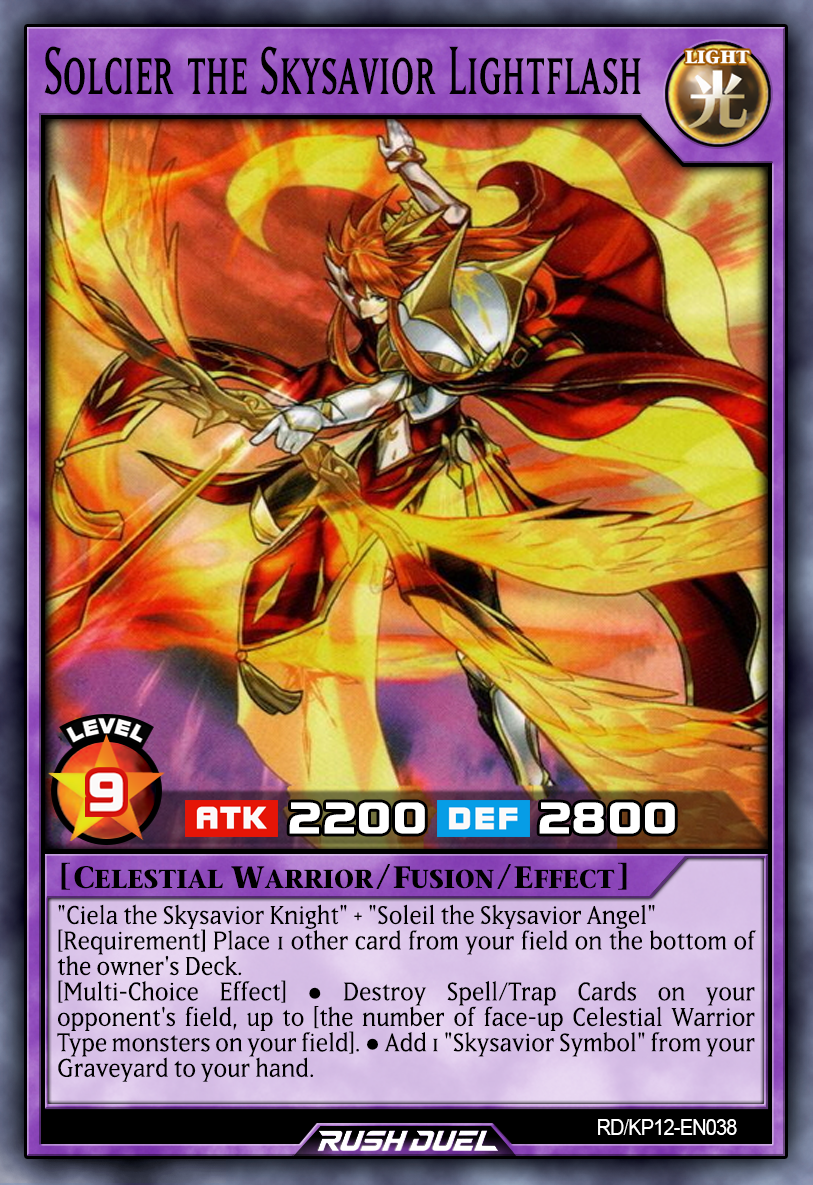 Solcier the Skysavior Lightflash
LIGHT
光
LEVEL
9
ATK 2200 DEF 2800
[Celestial Warrior/Fusion/Effect]
"Ciela the Skysavior Knight" + "Soleil the Skysavior Angel"
[Requirement] Place 1 other card from your field on the bottom of
the owner's Deck.
[Multi-Choice Effect] ● Destroy Spell/Trap Cards on your
opponent's field, up to [the number of face-up Celestial Warrior
Type monsters on your field]. ● Add 1 "Skysavior Symbol" from your
Graveyard to your hand.
RD/KP12-EN038
RUSH DUEL